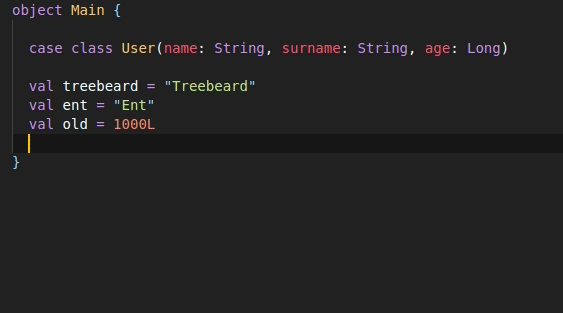 object Main {
case class User(name: String, surname: String, age: Long)
val treebeard = "Treebeard"
val ent = "Ent"
val old = 1000L
}